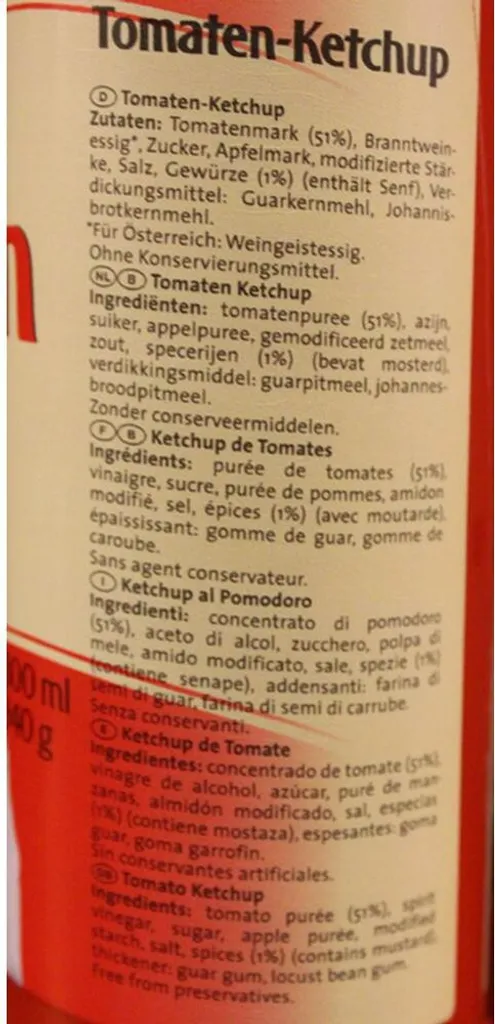 Tomaten-Ketchup
D Tomaten-Ketchup
Zutaten: Tomatenmark (51%), Branntwein-
essig*, Zucker, Apfelmark, modifizierte Stär-
ke, Salz, Gewürze (1%) (enthält Senf), Ver-
dickungsmittel: Guarkernmehl, Johannis-
brotkernmehl.
*Für Österreich: Weingeistessig.
Ohne Konservierungsmittel.
NL B Tomaten Ketchup
Ingrediënten: tomatenpuree (51%), azijn,
suiker, appelpuree, gemodificeerd zetmeel,
zout, specerijen (1%) (bevat mosterd),
verdikkingsmiddel: guarpitmeel, johannes-
broodpitmeel.
Zonder conserveermiddelen.
F B Ketchup de Tomates
Ingrédients: purée de tomates (51%),
vinaigre, sucre, purée de pommes, amidon
modifié, sel, épices (1%) (avec moutarde),
épaississant: gomme de guar, gomme de
caroube.
Sans agent conservateur.
I Ketchup al Pomodoro
Ingredienti: concentrato di pomodoro
(51%), aceto di alcol, zucchero, polpa di
mele, amido modificato, sale, spezie (1%)
(contiene senape), addensanti: farina di
semi di guar, farina di semi di carrube.
Senza conservanti.
00 ml
40 g
E Ketchup de Tomate
Ingredientes: concentrado de tomate (51%),
vinagre de alcohol, azúcar, puré de man-
zanas, almidón modificado, sal, especias
(1%) (contiene mostaza), espesantes: goma
guar, goma garrofin.
Sin conservantes artificiales.
GB Tomato Ketchup
Ingredients: tomato purée (51%), spirit
vinegar, sugar, apple purée, modified
starch, salt, spices (1%) (contains mustard),
thickener: guar gum, locust bean gum.
Free from preservatives.